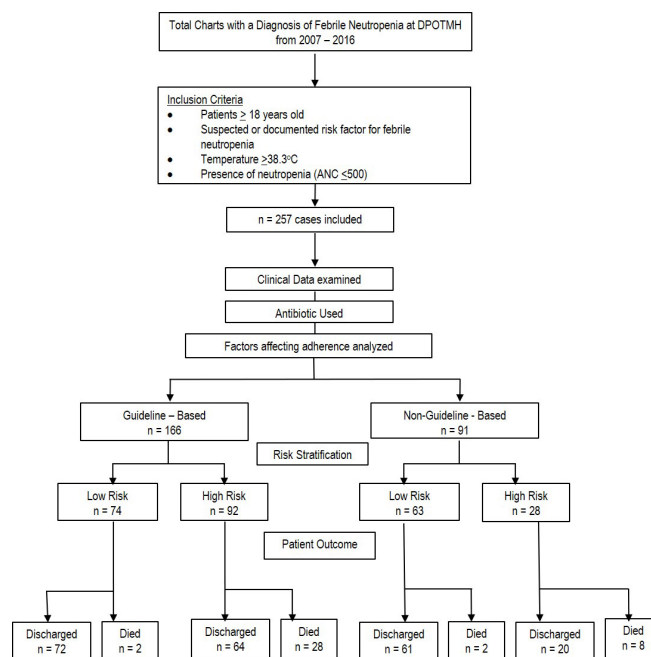 Total Charts with a Diagnosis of Febrile Neutropenia at DPOTMH
from 2007 – 2016
Inclusion Criteria
● Patients ≥ 18 years old
● Suspected or documented risk factor for febrile
neutropenia
● Temperature ≥38.3°C
● Presence of neutropenia (ANC ≤500)
n = 257 cases included
Clinical Data examined
Antibiotic Used
Factors affecting adherence analyzed
Guideline – Based
n = 166
Non-Guideline - Based
n = 91
Risk Stratification
Low Risk
n = 74
High Risk
n = 92
Low Risk
n = 63
High Risk
n = 28
Patient Outcome
Discharged
n = 72
Died
n = 2
Discharged
n = 64
Died
n = 28
Discharged
n = 61
Died
n = 2
Discharged
n = 20
Died
n = 8